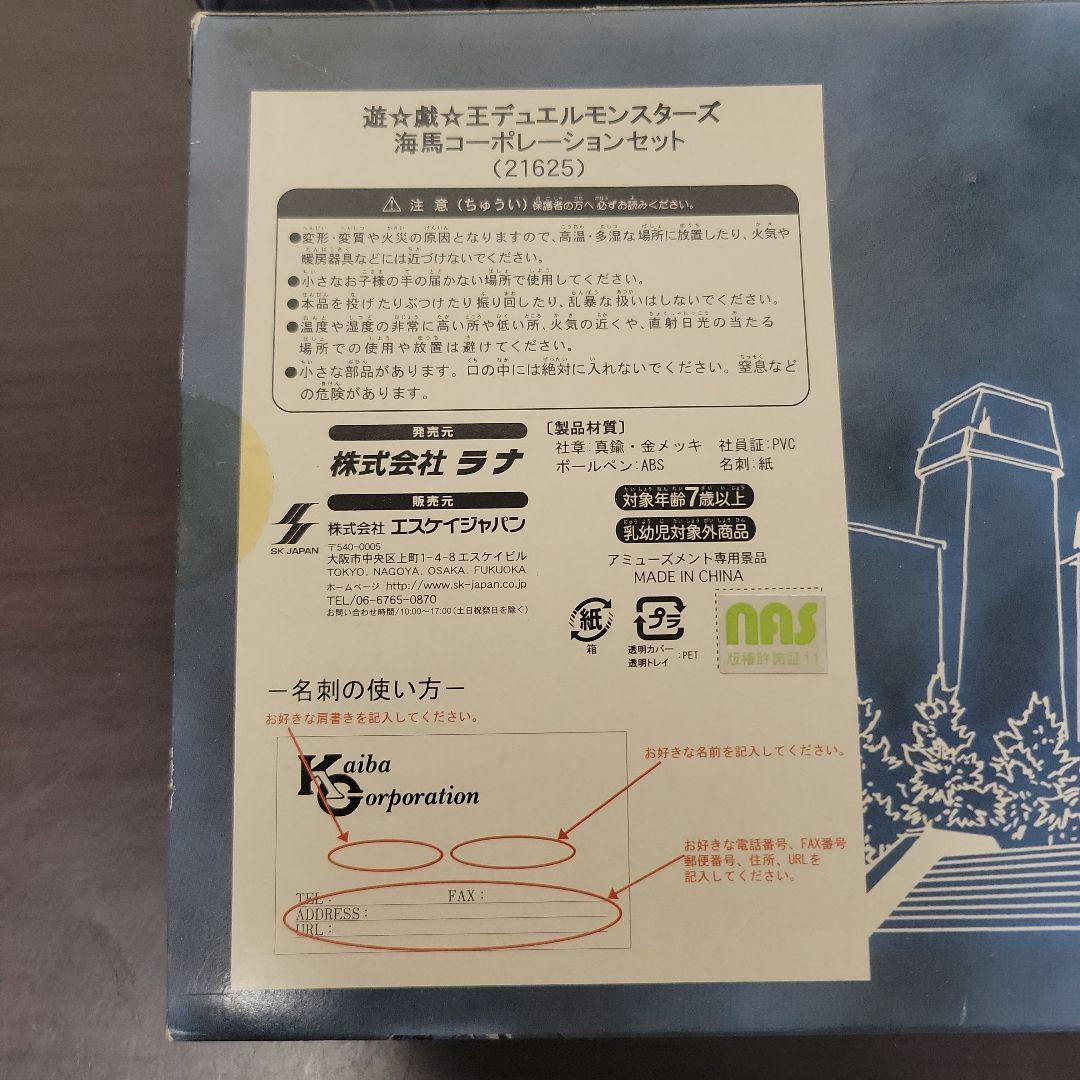 遊☆戯☆王デュエルモンスターズ
海馬コーポレーションセット
(21625)
⚠ 注意(ちゅうい) 保護者の方へ 必ずお読みください。
●変形・変質や火災の原因となりますので、高温・多湿な場所に放置したり、火気や
暖房器具などには近づけないでください。
●小さなお子様の手の届かない場所で使用してください。
●本品を投げたりぶつけたり振り回したり、乱暴な扱いはしないでください。
●温度や湿度の非常に高い所や低い所、火気の近くや、直射日光の当たる
場所での使用や放置は避けてください。
●小さな部品があります。口の中には絶対に入れないでください。窒息など
の危険があります。
発売元
株式会社 ラナ
販売元
SK JAPAN
株式会社 エスケイジャパン
〒540-0005
大阪市中央区上町1-4-8エスケイビル
TOKYO, NAGOYA, OSAKA, FUKUOKA
ホームページ http://www.sk-japan.co.jp
TEL/06-6765-0870
お問い合わせ時間/10:00〜17:00(土日祝祭日を除く)
〔製品材質〕
社章:真鍮・金メッキ 社員証:PVC
ボールペン:ABS 名刺:紙
対象年齢7歳以上
乳幼児対象外商品
アミューズメント専用景品
MADE IN CHINA
紙
箱
プラ
透明カバー
透明トレイ :PET
nas
版権許諾証11
－名刺の使い方－
お好きな肩書きを記入してください。
お好きな名前を記入してください。
Kaiba
Corporation
お好きな電話番号、FAX番号
郵便番号、住所、URLを
記入してください。
TEL: FAX:
ADDRESS:
URL: